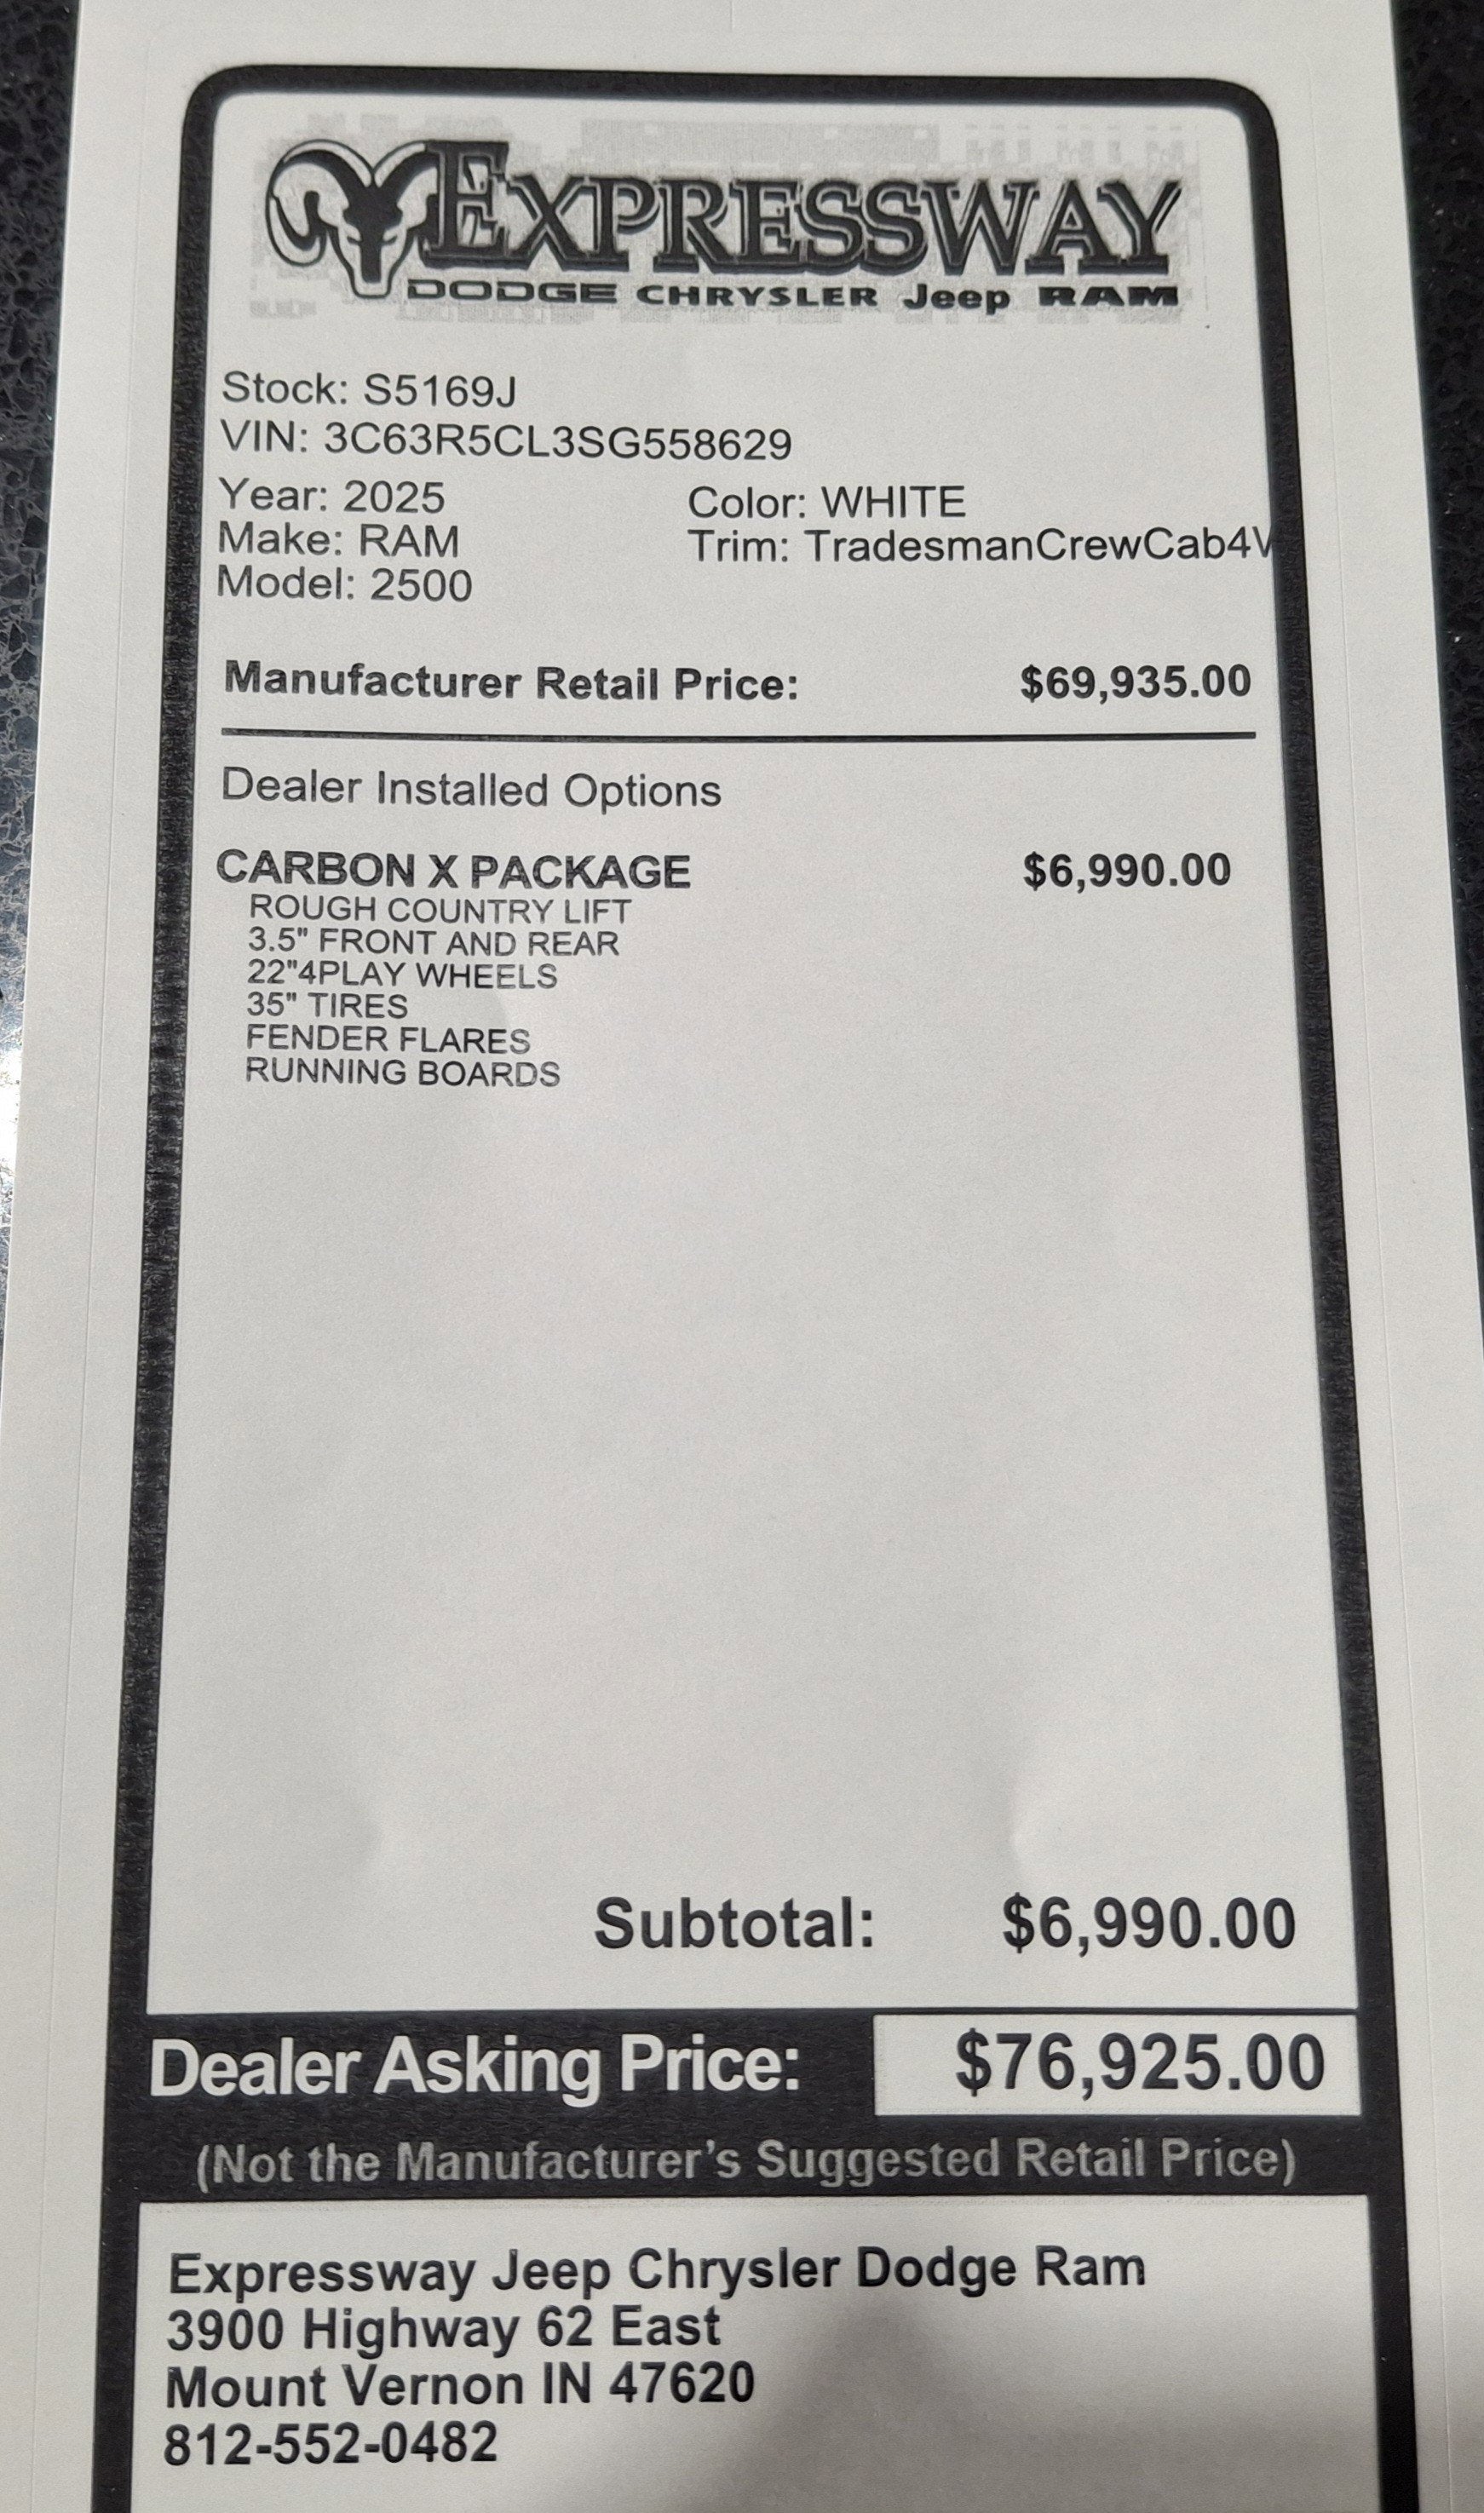 EXPRESSWAY
DODGE CHRYSLER Jeep RAM
Stock: S5169J
VIN: 3C63R5CL3SG558629
Year: 2025 Color: WHITE
Make: RAM Trim: TradesmanCrewCab4
Model: 2500
Manufacturer Retail Price: $69,935.00
Dealer Installed Options
CARBON X PACKAGE $6,990.00
ROUGH COUNTRY LIFT
3.5" FRONT AND REAR
22"4PLAY WHEELS
35" TIRES
FENDER FLARES
RUNNING BOARDS
Subtotal: $6,990.00
Dealer Asking Price: $76,925.00
(Not the Manufacturer's Suggested Retail Price)
Expressway Jeep Chrysler Dodge Ram
3900 Highway 62 East
Mount Vernon IN 47620
812-552-0482